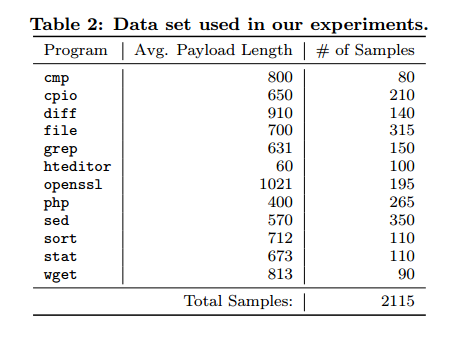 Table 2: Data set used in our experiments.
Program Avg. Payload Length # of Samples
cmp 800 80
cpio 650 210
diff 910 140
file 700 315
grep 631 150
hteditor 60 100
openssl 1021 195
php 400 265
sed 570 350
sort 712 110
stat 673 110
wget 813 90
Total Samples: 2115